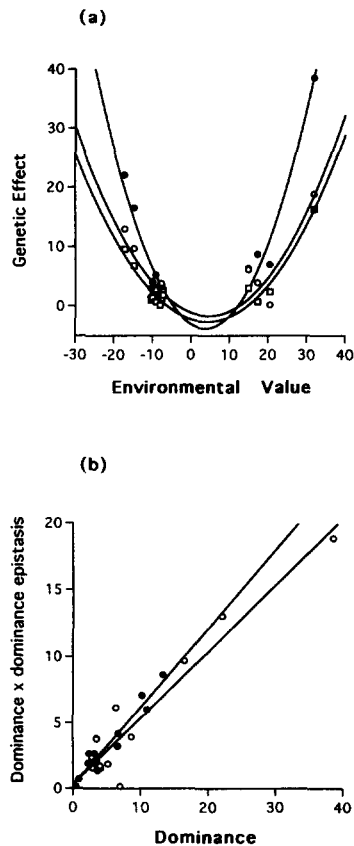 (a)
Genetic Effect
40
30
20
10
0
-30 -20 -10 0 10 20 30 40
Environmental Value
(b)
Dominance x dominance epistasis
20
15
10
5
0
0 10 20 30 40
Dominance